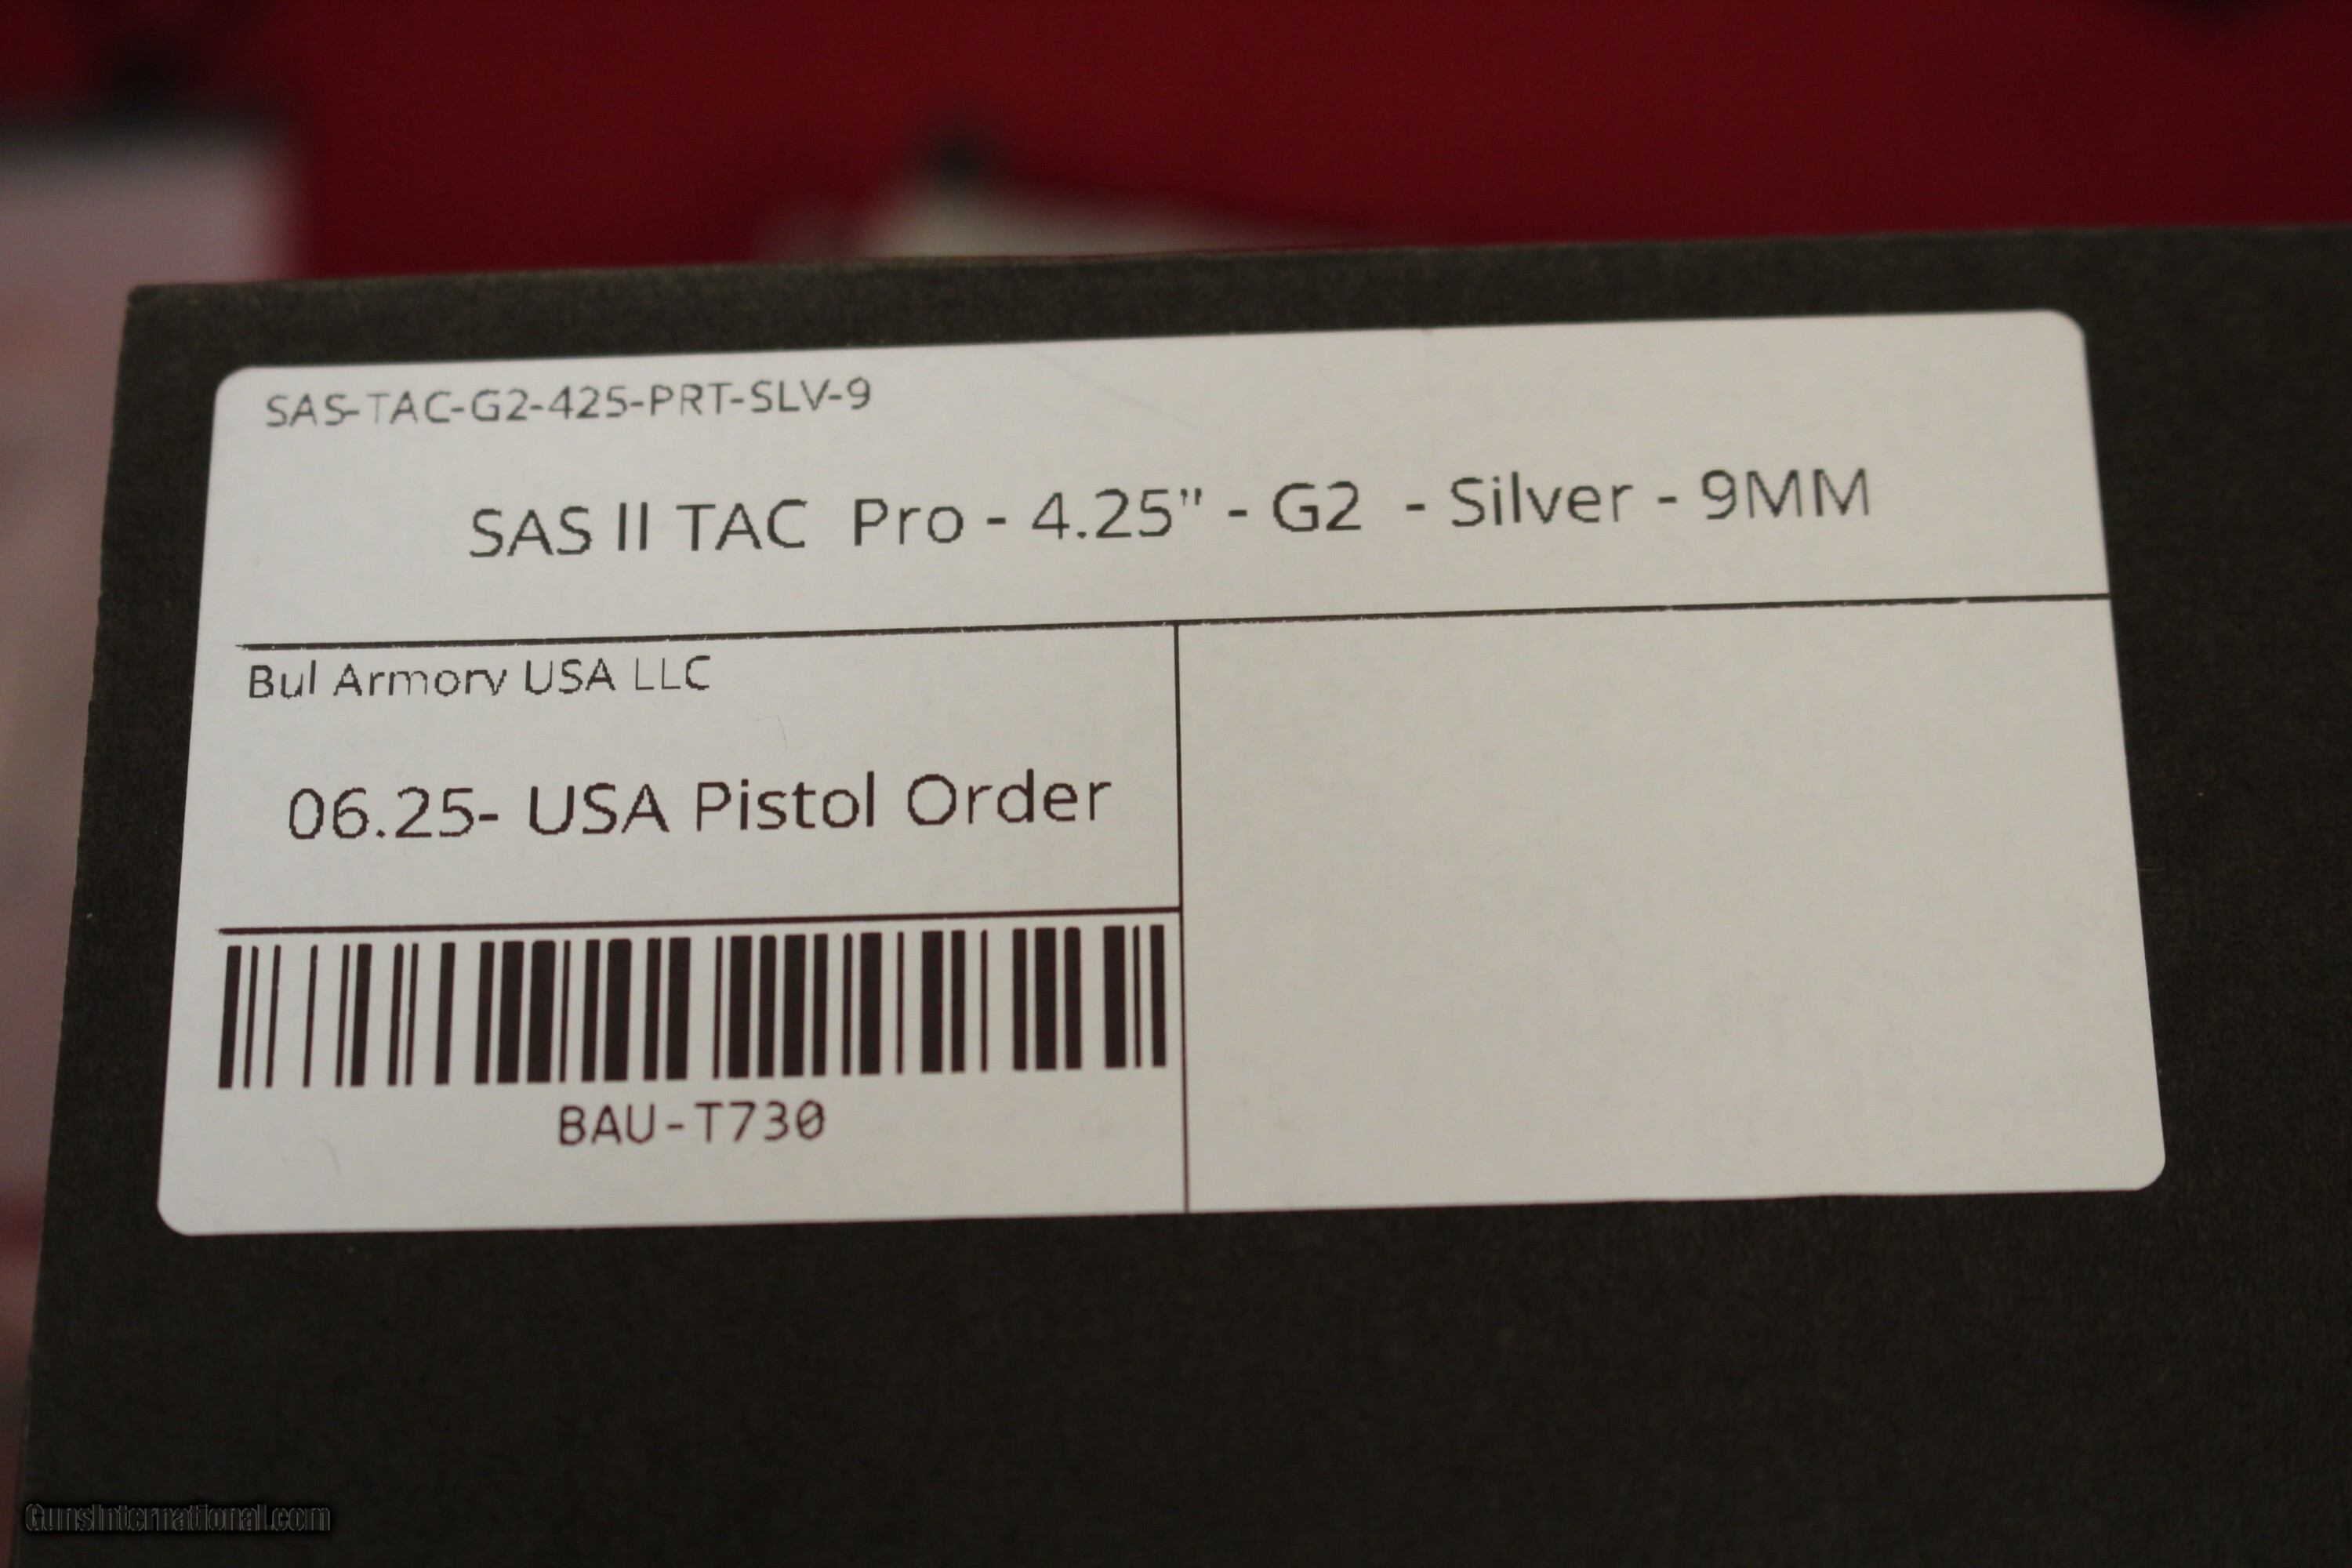 SAS-TAC-G2-425-PRT-SLV-9
SAS II TAC Pro - 4.25" - G2 - Silver - 9MM
Bul Armory USA LLC
06.25- USA Pistol Order
BAU-T730
GunsInternational.com